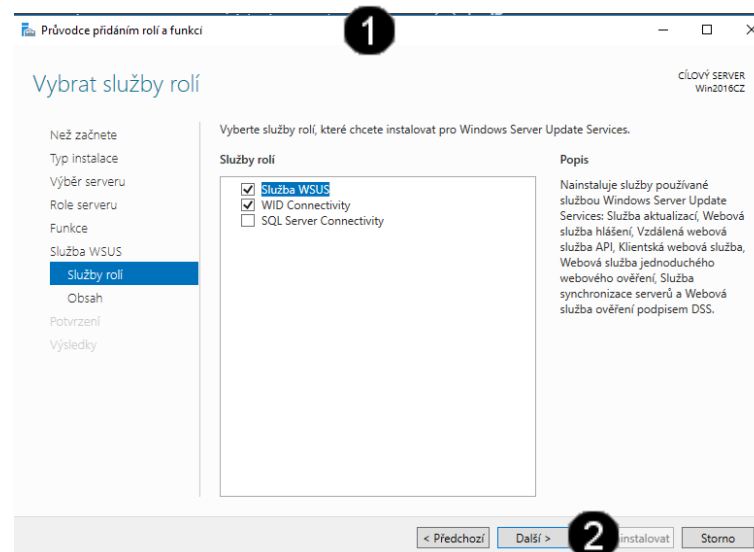 Průvodce přidáním rolí a funkcí
1
Vybrat služby rolí
CÍLOVÝ SERVER
Win2016CZ
Než začnete
Typ instalace
Výběr serveru
Role serveru
Funkce
Služba WSUS
Služby rolí
Obsah
Potvrzení
Výsledky
Vyberte služby rolí, které chcete instalovat pro Windows Server Update Services.
Služby rolí
Služba WSUS
WID Connectivity
SQL Server Connectivity
Popis
Nainstaluje služby používané
službou Windows Server Update
Services: Služba aktualizací, Webová
služba hlášení, Vzdálená webová
služba API, Klientská webová služba,
Webová služba jednoduchého
webového ověření, Služba
synchronizace serverů a Webová
služba ověření podpisem DSS.
< Předchozí
Další >
2
instalovat
Storno